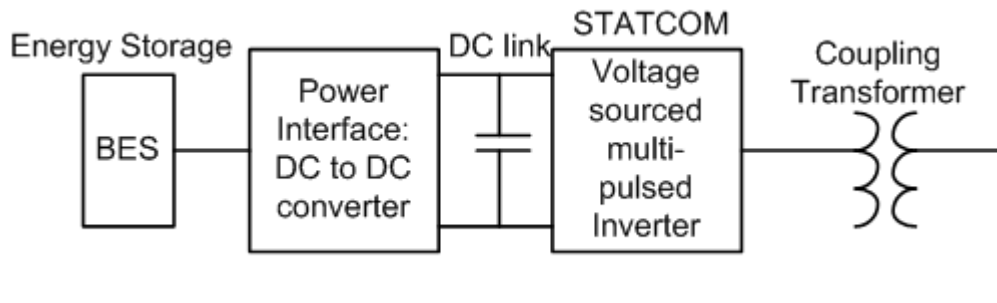 Energy Storage
BES
Power
Interface:
DC to DC
converter
DC link
STATCOM
Voltage
sourced
multi-
pulsed
Inverter
Coupling
Transformer